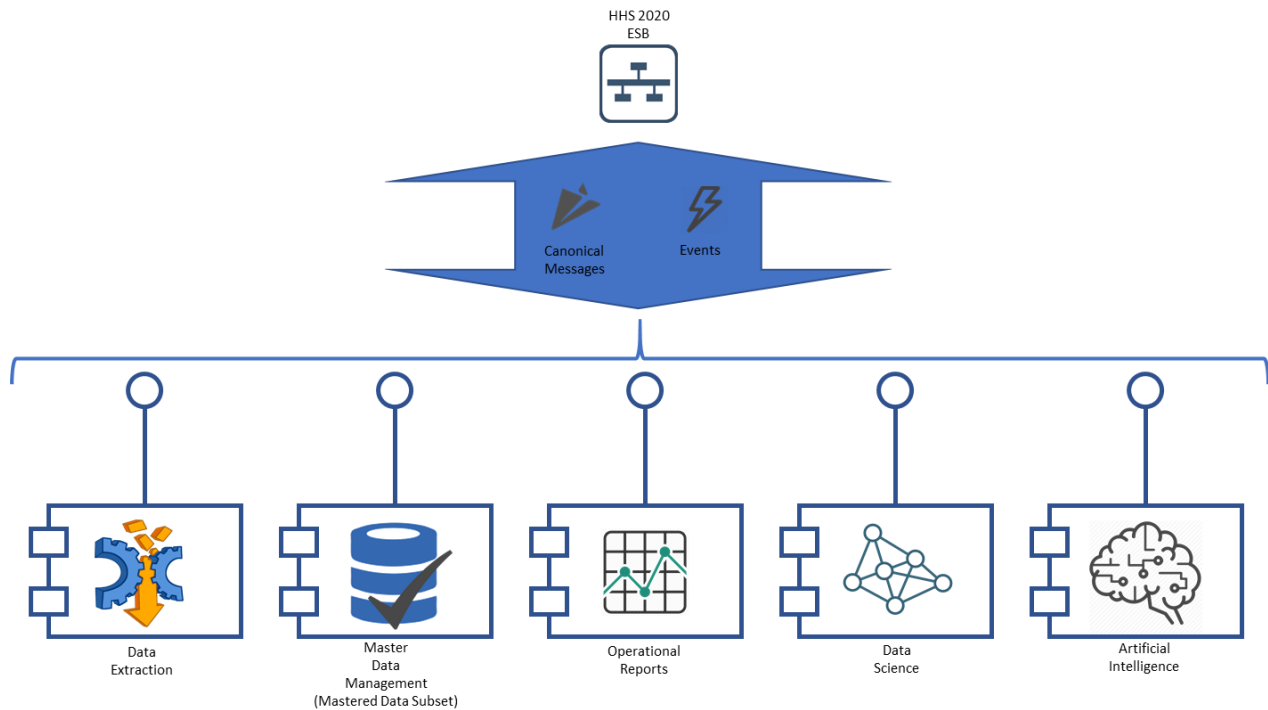 HHS 2020
ESB
Canonical
Messages
Events
Data
Extraction
Master
Data
Management
(Mastered Data Subset)
Operational
Reports
Data
Science
Artificial
Intelligence